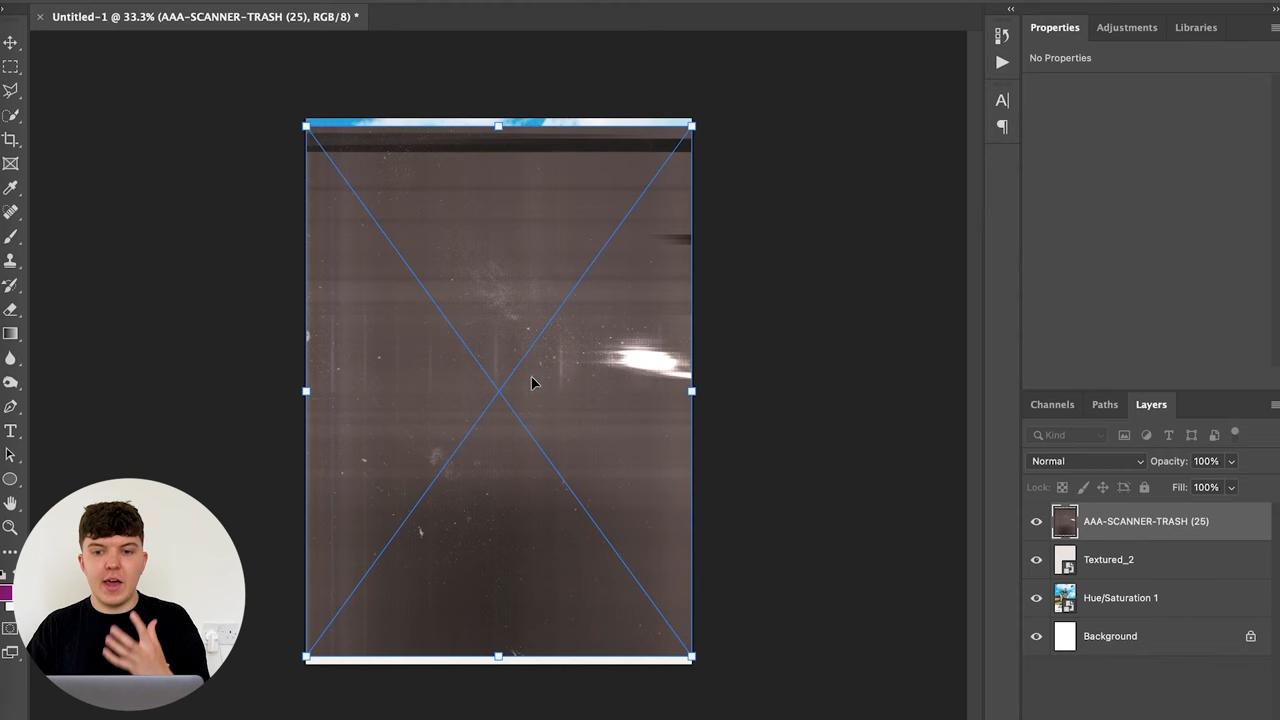 Untitled-1 @ 33.3% (AAA-SCANNER-TRASH (25), RGB/8) *
Properties
Adjustments
Libraries
No Properties
Channels
Paths
Layers
Kind
Normal
Opacity: 100%
Lock:
Fill: 100%
AAA-SCANNER-TRASH (25)
Textured_2
Hue/Saturation 1
Background